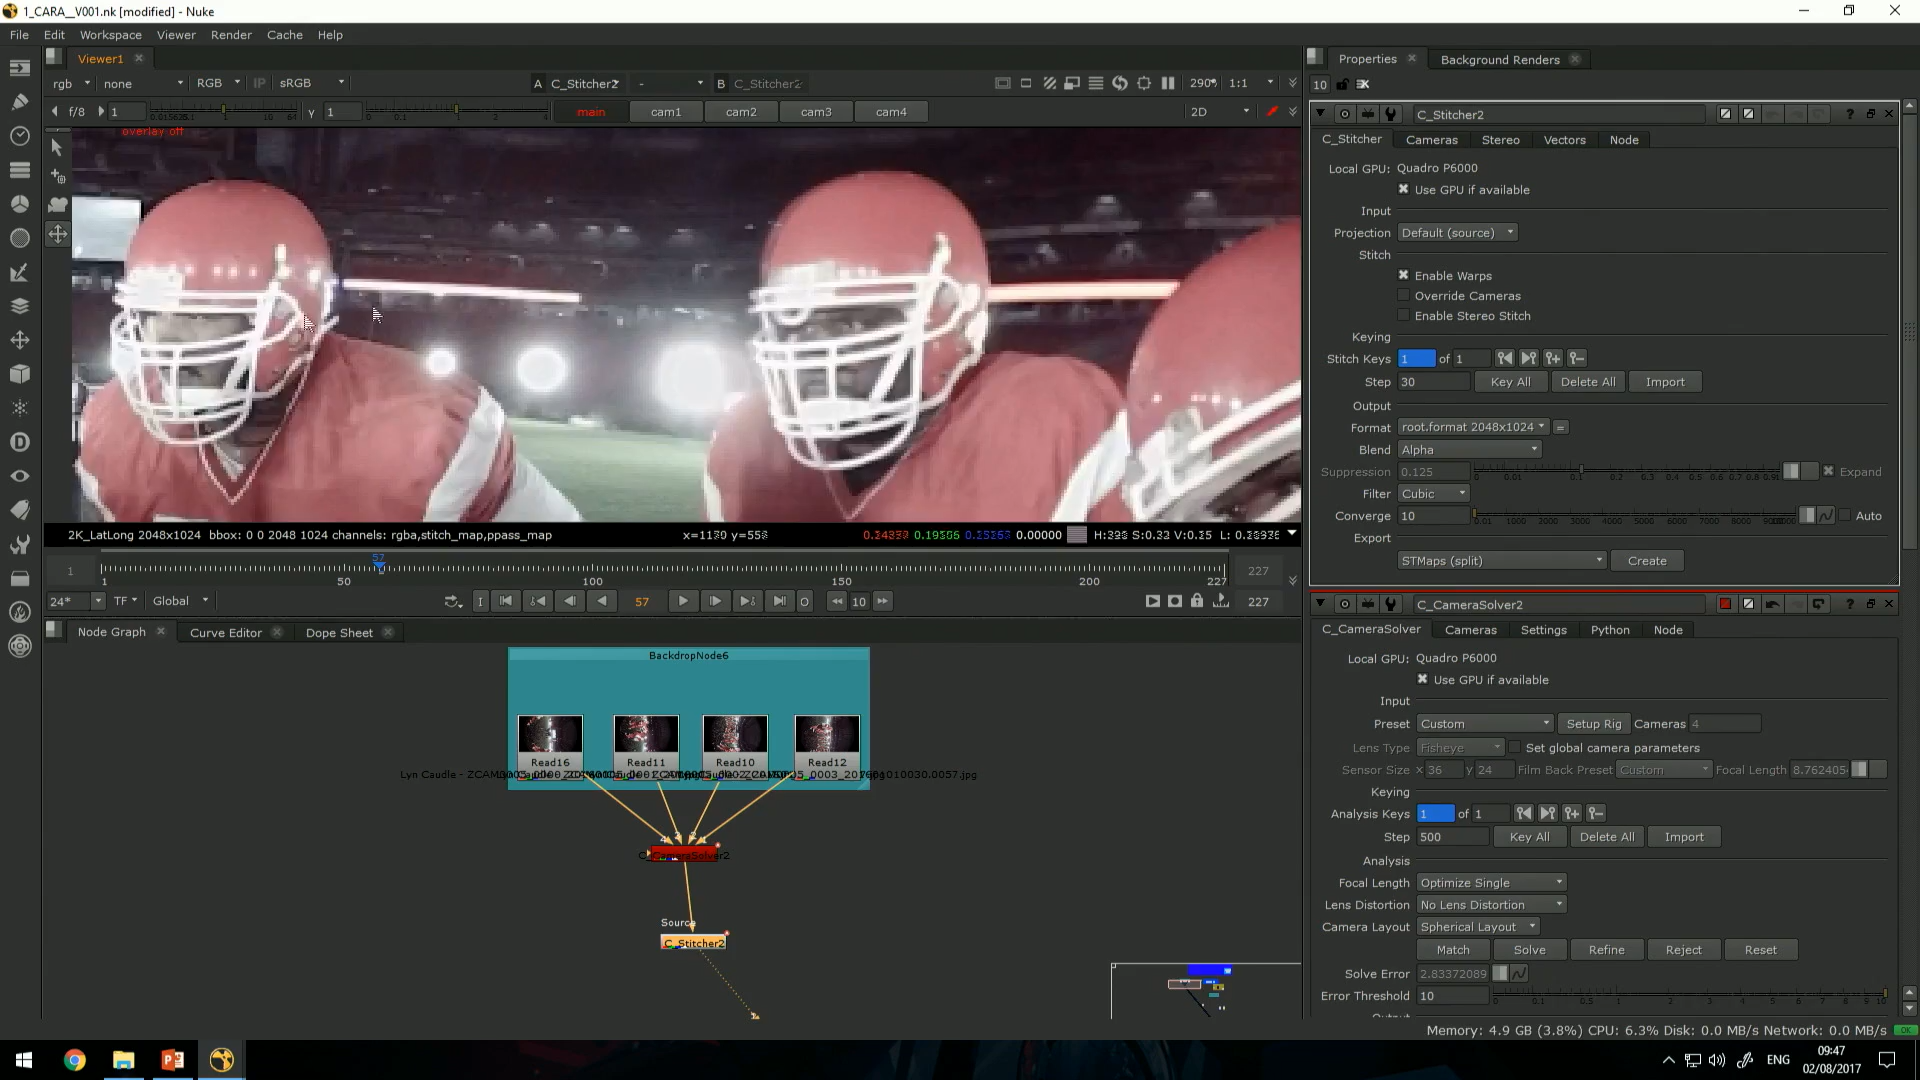 1_CARA__V001.nk [modified] - Nuke
File Edit Workspace Viewer Render Cache Help
Viewer1
rgb none RGB IP sRGB A C_Stitcher2 - B C_Stitcher2 290* 1:1
f/8 1 Y 1 main cam1 cam2 cam3 cam4 2D
overlay off
2K_LatLong 2048x1024 bbox: 0 0 2048 1024 channels: rgba,stitch_map,ppass_map 0.00000
57
1 227
1 50 100 150 200 227
24* TF Global I 57 O 10 227
Node Graph Curve Editor Dope Sheet
BackdropNode6
Read16 Read11 Read10 Read12
C_CameraSolver2
Source
C_Stitcher2
Properties Background Renders
10
C_Stitcher2
C_Stitcher Cameras Stereo Vectors Node
Local GPU: Quadro P6000
Use GPU if available
Input
Projection Default (source)
Stitch
Enable Warps
Override Cameras
Enable Stereo Stitch
Keying
Stitch Keys 1 of 1
Step 30 Key All Delete All Import
Output
Format root.format 2048x1024 =
Blend Alpha
Suppression 0.125 Expand
Filter Cubic
Converge 10 Auto
Export
STMaps (split) Create
C_CameraSolver2
C_CameraSolver Cameras Settings Python Node
Local GPU: Quadro P6000
Use GPU if available
Input
Preset Custom Setup Rig Cameras 4
Lens Type Fisheye Set global camera parameters
Sensor Size x 36 y 24 Film Back Preset Custom Focal Length 8.762405
Keying
Analysis Keys 1 of 1
Step 500 Key All Delete All Import
Analysis
Focal Length Optimize Single
Lens Distortion No Lens Distortion
Camera Layout Spherical Layout
Match Solve Refine Reject Reset
Solve Error 2.83372089
Error Threshold 10
Memory: 4.9 GB (3.8%) CPU: 6.3% Disk: 0.0 MB/s Network: 0.0 MB/s OK
ENG 09:47
02/08/2017